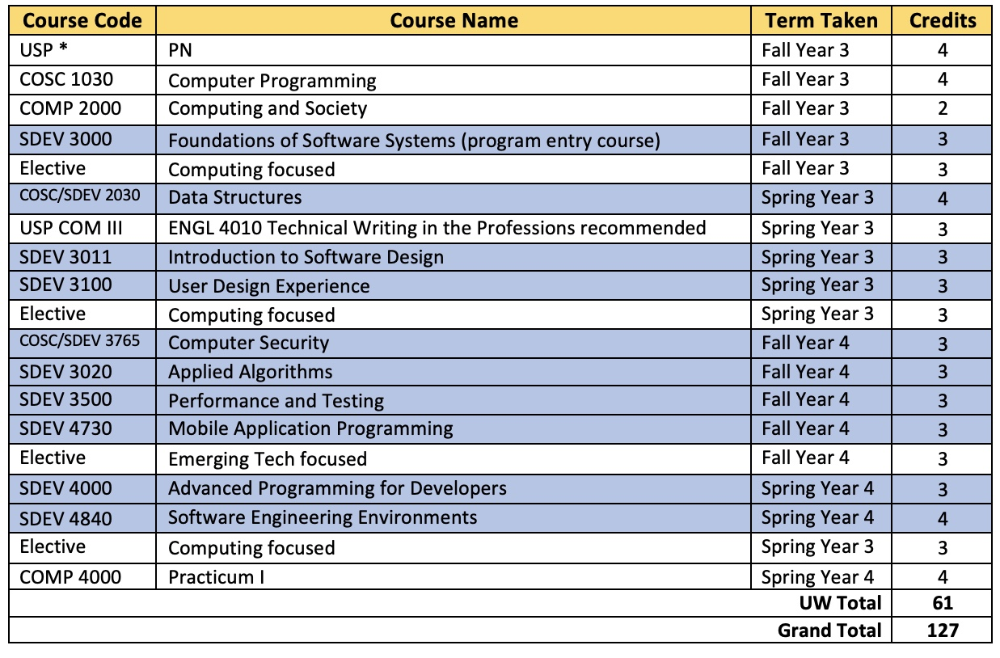 Course Code Course Name Term Taken Credits
USP * PN Fall Year 3 4
COSC 1030 Computer Programming Fall Year 3 4
COMP 2000 Computing and Society Fall Year 3 2
SDEV 3000 Foundations of Software Systems (program entry course) Fall Year 3 3
Elective Computing focused Fall Year 3 3
COSC/SDEV 2030 Data Structures Spring Year 3 4
USP COM III ENGL 4010 Technical Writing in the Professions recommended Spring Year 3 3
SDEV 3011 Introduction to Software Design Spring Year 3 3
SDEV 3100 User Design Experience Spring Year 3 3
Elective Computing focused Spring Year 3 3
COSC/SDEV 3765 Computer Security Fall Year 4 3
SDEV 3020 Applied Algorithms Fall Year 4 3
SDEV 3500 Performance and Testing Fall Year 4 3
SDEV 4730 Mobile Application Programming Fall Year 4 3
Elective Emerging Tech focused Fall Year 4 3
SDEV 4000 Advanced Programming for Developers Spring Year 4 3
SDEV 4840 Software Engineering Environments Spring Year 4 4
Elective Computing focused Spring Year 3 3
COMP 4000 Practicum I Spring Year 4 4
UW Total 61
Grand Total 127